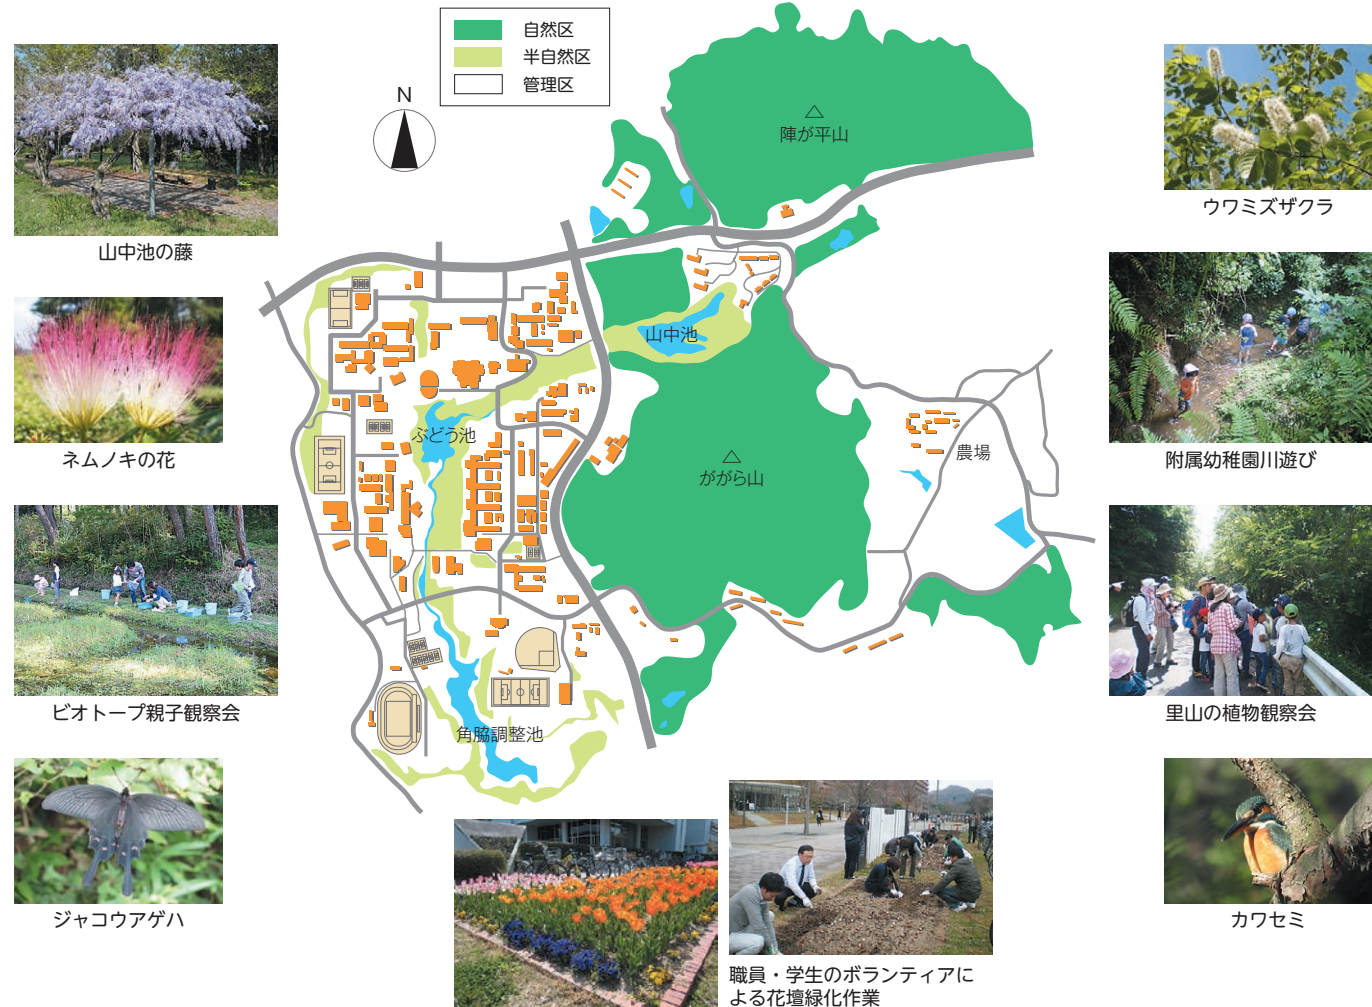 自然区
半自然区
管理区
N
陣が平山
山中池
ぶどう池
ががら山
農場
角脇調整池
山中池の藤
ネムノキの花
ビオトープ親子観察会
ジャコウアゲハ
ウワミズザクラ
附属幼稚園川遊び
里山の植物観察会
カワセミ
職員・学生のボランティアに
よる花壇緑化作業